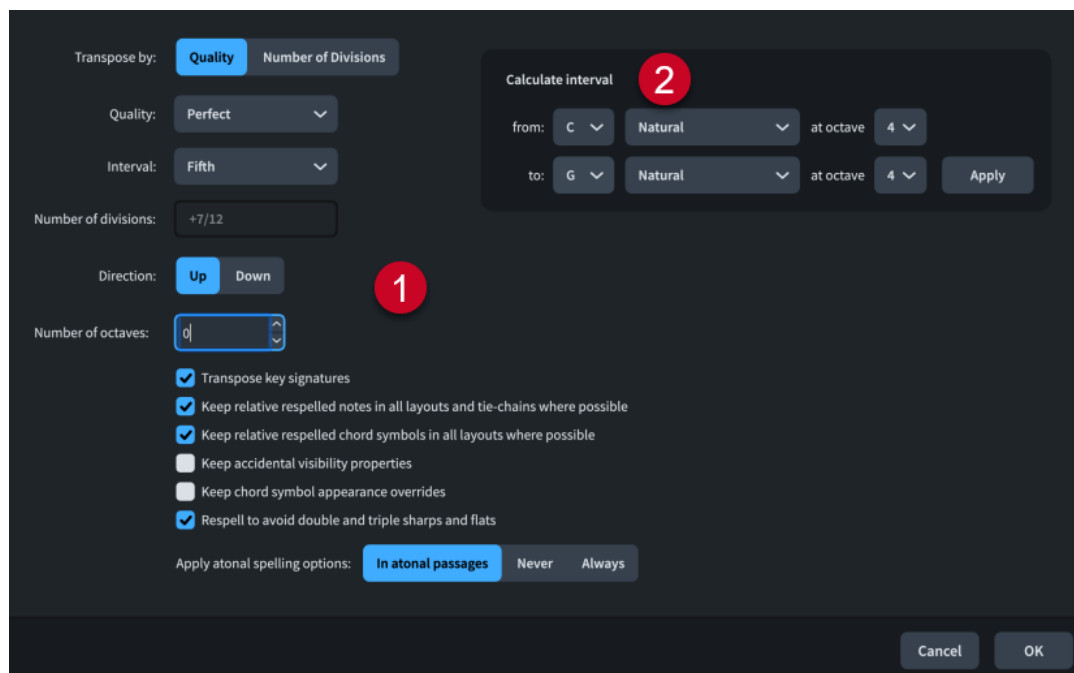 Transpose by: Quality Number of Divisions
Quality: Perfect
Interval: Fifth
Number of divisions: +7/12
Direction: Up Down
1
Number of octaves: 0
Transpose key signatures
Keep relative respelled notes in all layouts and tie-chains where possible
Keep relative respelled chord symbols in all layouts where possible
Keep accidental visibility properties
Keep chord symbol appearance overrides
Respell to avoid double and triple sharps and flats
Apply atonal spelling options: In atonal passages Never Always
Calculate interval 2
from: C Natural at octave 4
to: G Natural at octave 4 Apply
Cancel OK